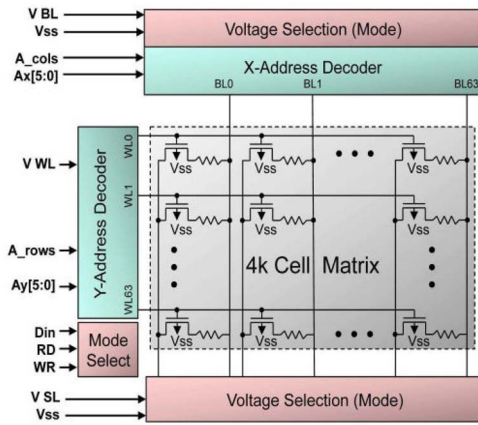 V BL
Vss
Voltage Selection (Mode)
A_cols
Ax[5:0]
X-Address Decoder
BL0
BL1
BL63
V WL
A_rows
Ay[5:0]
Y-Address Decoder
WL0
WL1
WL63
Vss
Vss
Vss
Vss
Vss
Vss
4k Cell Matrix
Vss
Vss
Vss
Din
RD
WR
Mode
Select
V SL
Vss
Voltage Selection (Mode)